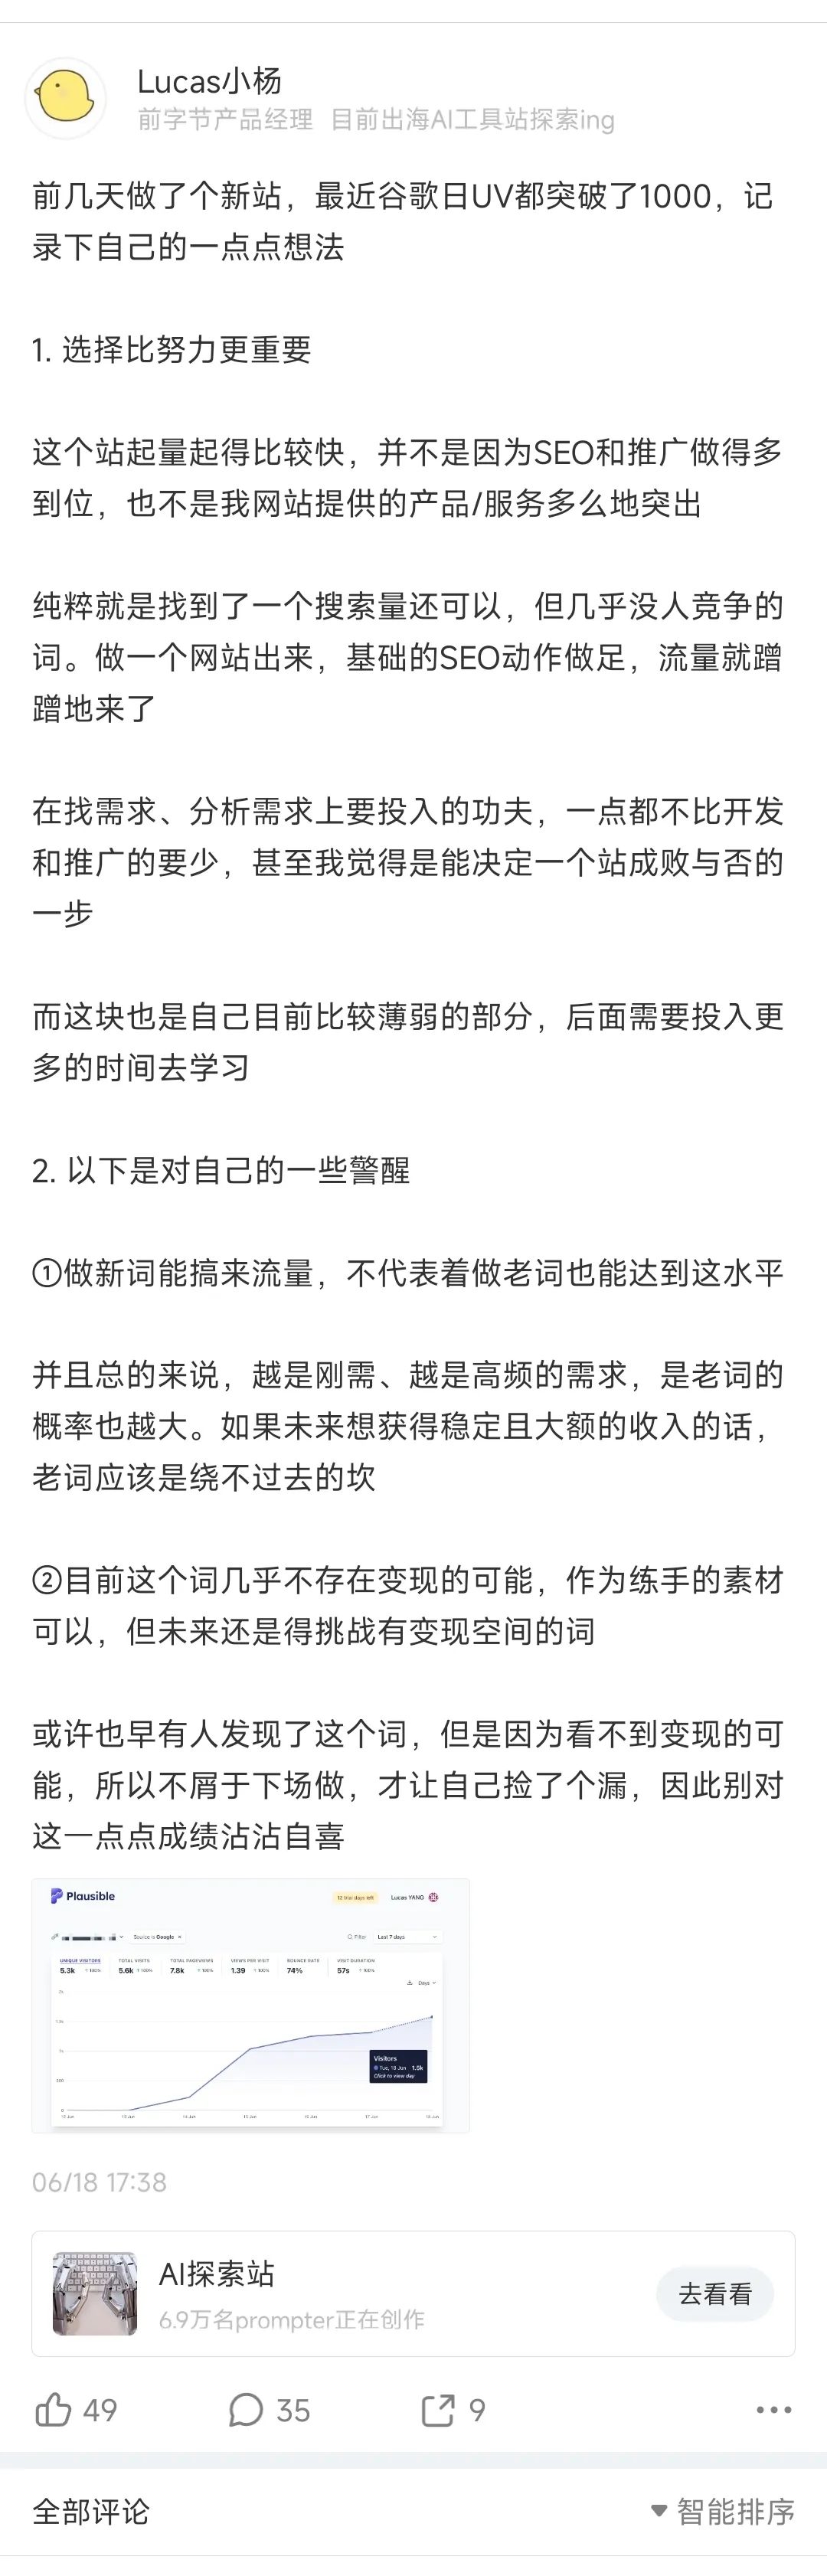 Lucas小杨
前字节产品经理 目前出海AI工具站探索ing
前几天做了个新站，最近谷歌日UV都突破了1000，记
录下自己的一点点想法
1. 选择比努力更重要
这个站起量起得比较快，并不是因为SEO和推广做得多
到位，也不是我网站提供的产品/服务多么地突出
纯粹就是找到了一个搜索量还可以，但几乎没人竞争的
词。做一个网站出来，基础的SEO动作做足，流量就蹭
蹭地来了
在找需求、分析需求上要投入的功夫，一点都不比开发
和推广的要少，甚至我觉得是能决定一个站成败与否的
一步
而这块也是自己目前比较薄弱的部分，后面需要投入更
多的时间去学习
2. 以下是对自己的一些警醒
①做新词能搞来流量，不代表着做老词也能达到这水平
并且总的来说，越是刚需、越是高频的需求，是老词的
概率也越大。如果未来想获得稳定且大额的收入的话，
老词应该是绕不过去的坎
②目前这个词几乎不存在变现的可能，作为练手的素材
可以，但未来还是得挑战有变现空间的词
或许也早有人发现了这个词，但是因为看不到变现的可
能，所以不屑于下场做，才让自己捡了个漏，因此别对
这一点点成绩沾沾自喜
Plausible
trial days left Lucas YANG
Source is Google × Filter Last 7 days
UNIQUE VISITORS TOTAL VISITS TOTAL PAGEVIEWS VIEWS PER VISIT BOUNCE RATE VISIT DURATION
5.3k 100% 5.6k 100% 7.8k 100% 1.39 100% 74% 57s 100%
Days
Visitors
Tue, 18 Jun 1.5k
Click to view day
500
0
13 Jun 14 Jun 15 Jun 16 Jun 17 Jun 18 Jun
06/18 17:38
AI探索站
6.9万名prompter正在创作
去看看
49 35 9
全部评论 智能排序